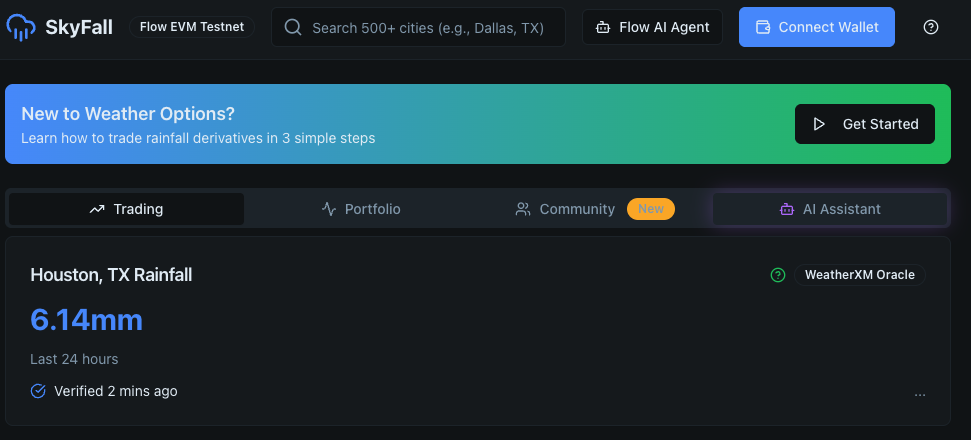 SkyFall
Flow EVM Testnet
Search 500+ cities (e.g., Dallas, TX)
Flow AI Agent
Connect Wallet
New to Weather Options?
Learn how to trade rainfall derivatives in 3 simple steps
Get Started
Trading
Portfolio
Community
New
AI Assistant
Houston, TX Rainfall
WeatherXM Oracle
6.14mm
Last 24 hours
Verified 2 mins ago
...